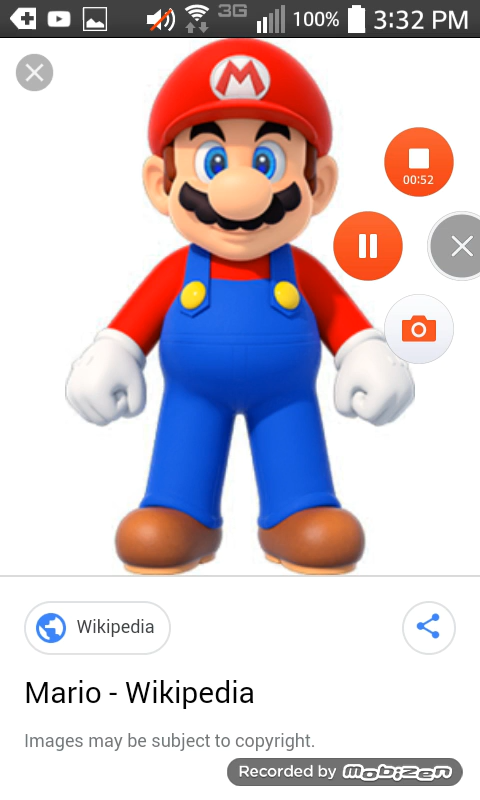 3G 100% 3:32 PM
M
00:52
Wikipedia
Mario - Wikipedia
Images may be subject to copyright.
Recorded by Mobizen